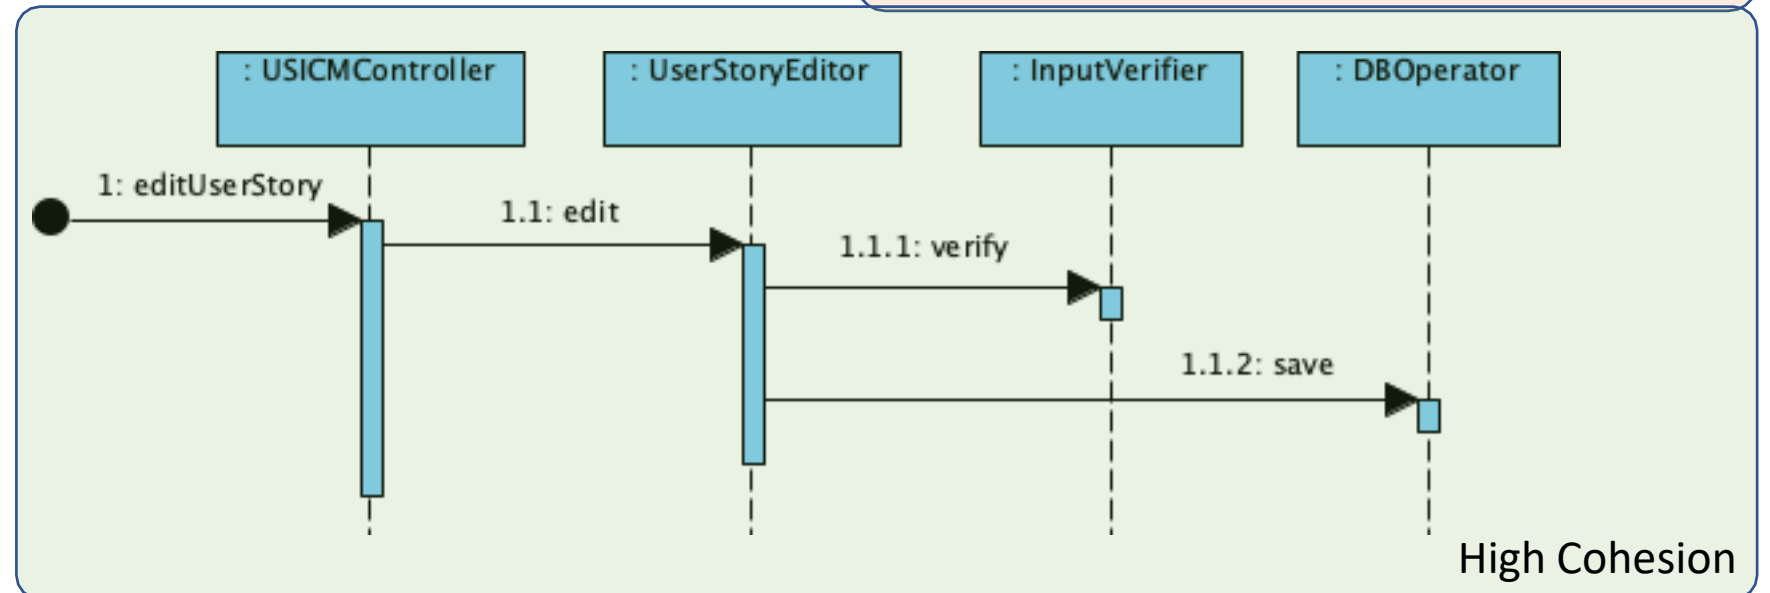 : USICMController
: UserStoryEditor
: InputVerifier
: DBOperator
1: editUserStory
1.1: edit
1.1.1: verify
1.1.2: save
High Cohesion